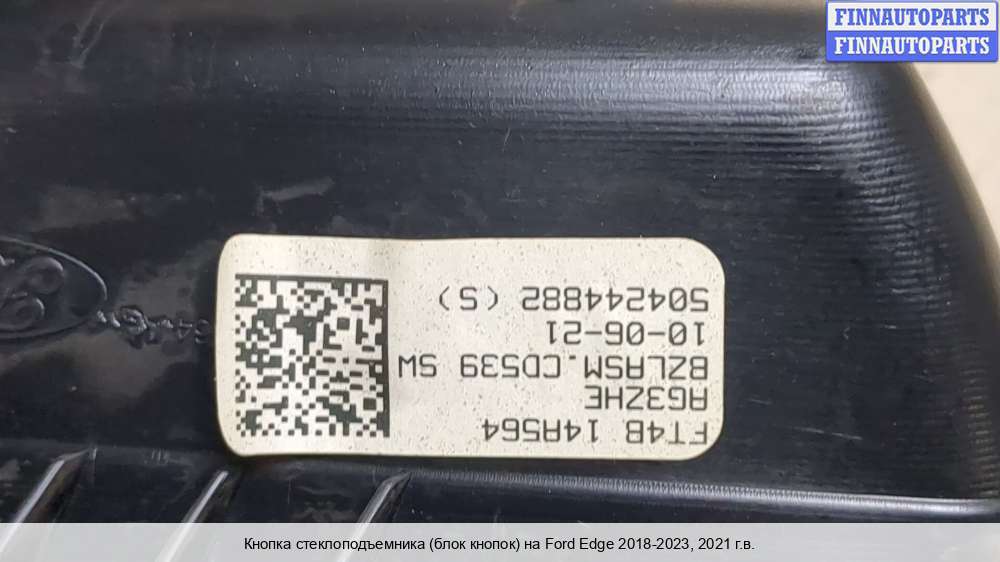 FINNAUTOPARTS
FINNAUTOPARTS
FT4B 14A564
AG3ZHE
BZLASM.CD539 SW
10-06-21
504244882 (S)
Кнопка стеклоподъемника (блок кнопок) на Ford Edge 2018-2023, 2021 г.в.